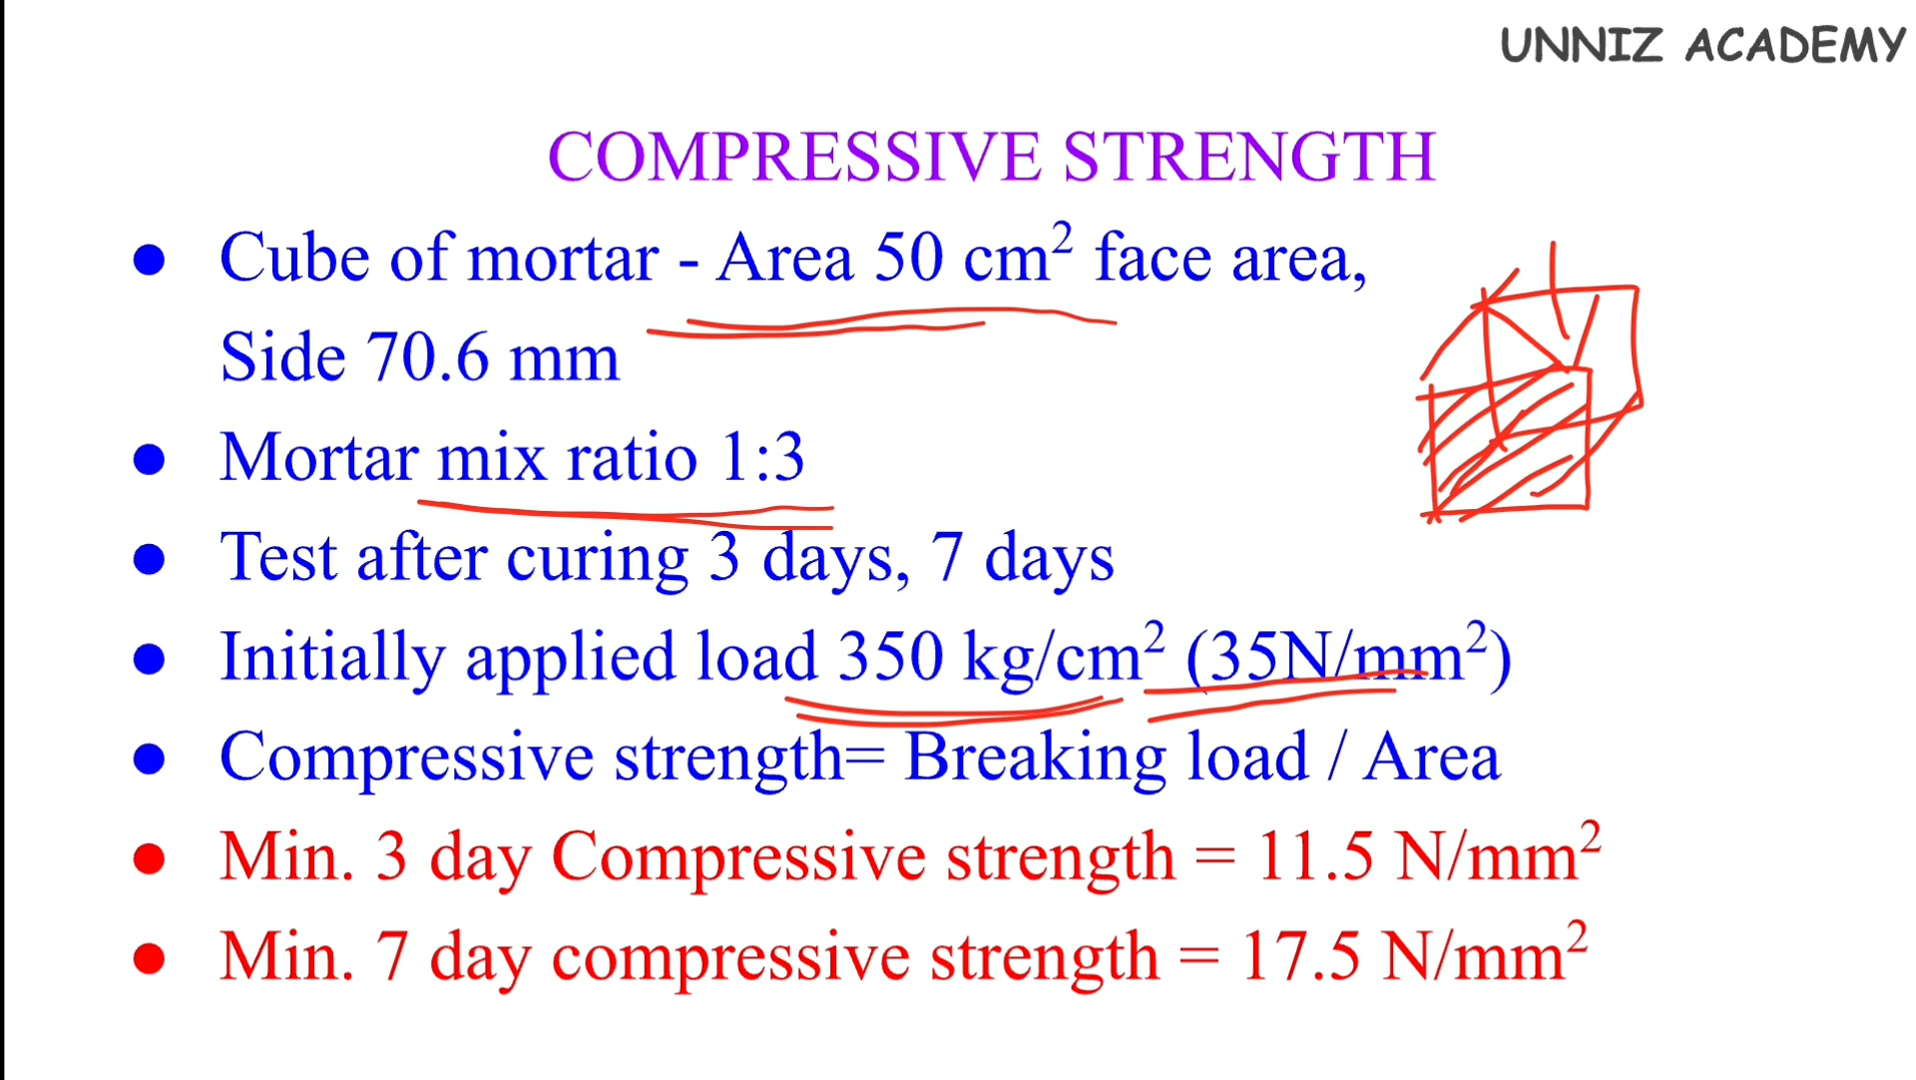 UNNIZ ACADEMY
COMPRESSIVE STRENGTH
● Cube of mortar - Area 50 cm² face area,
Side 70.6 mm
● Mortar mix ratio 1:3
● Test after curing 3 days, 7 days
● Initially applied load 350 kg/cm² (35N/mm²)
● Compressive strength= Breaking load / Area
● Min. 3 day Compressive strength = 11.5 N/mm²
● Min. 7 day compressive strength = 17.5 N/mm²